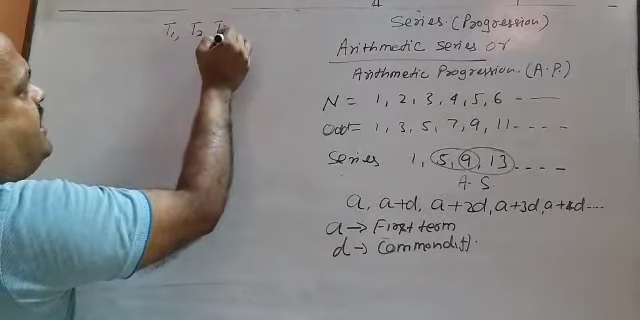 T1, T2, T
Series. (Progression)
Arithmetic series or
Arithmetic Progression. (A.P.)
N = 1, 2, 3, 4, 5, 6 - - —
Odd = 1, 3, 5, 7, 9, 11 - - - -
Series 1, 5, 9, 13 - - - -
A. S.
a, a+d, a+2d, a+3d, a+4d ....
a → First term
d → Common dif).